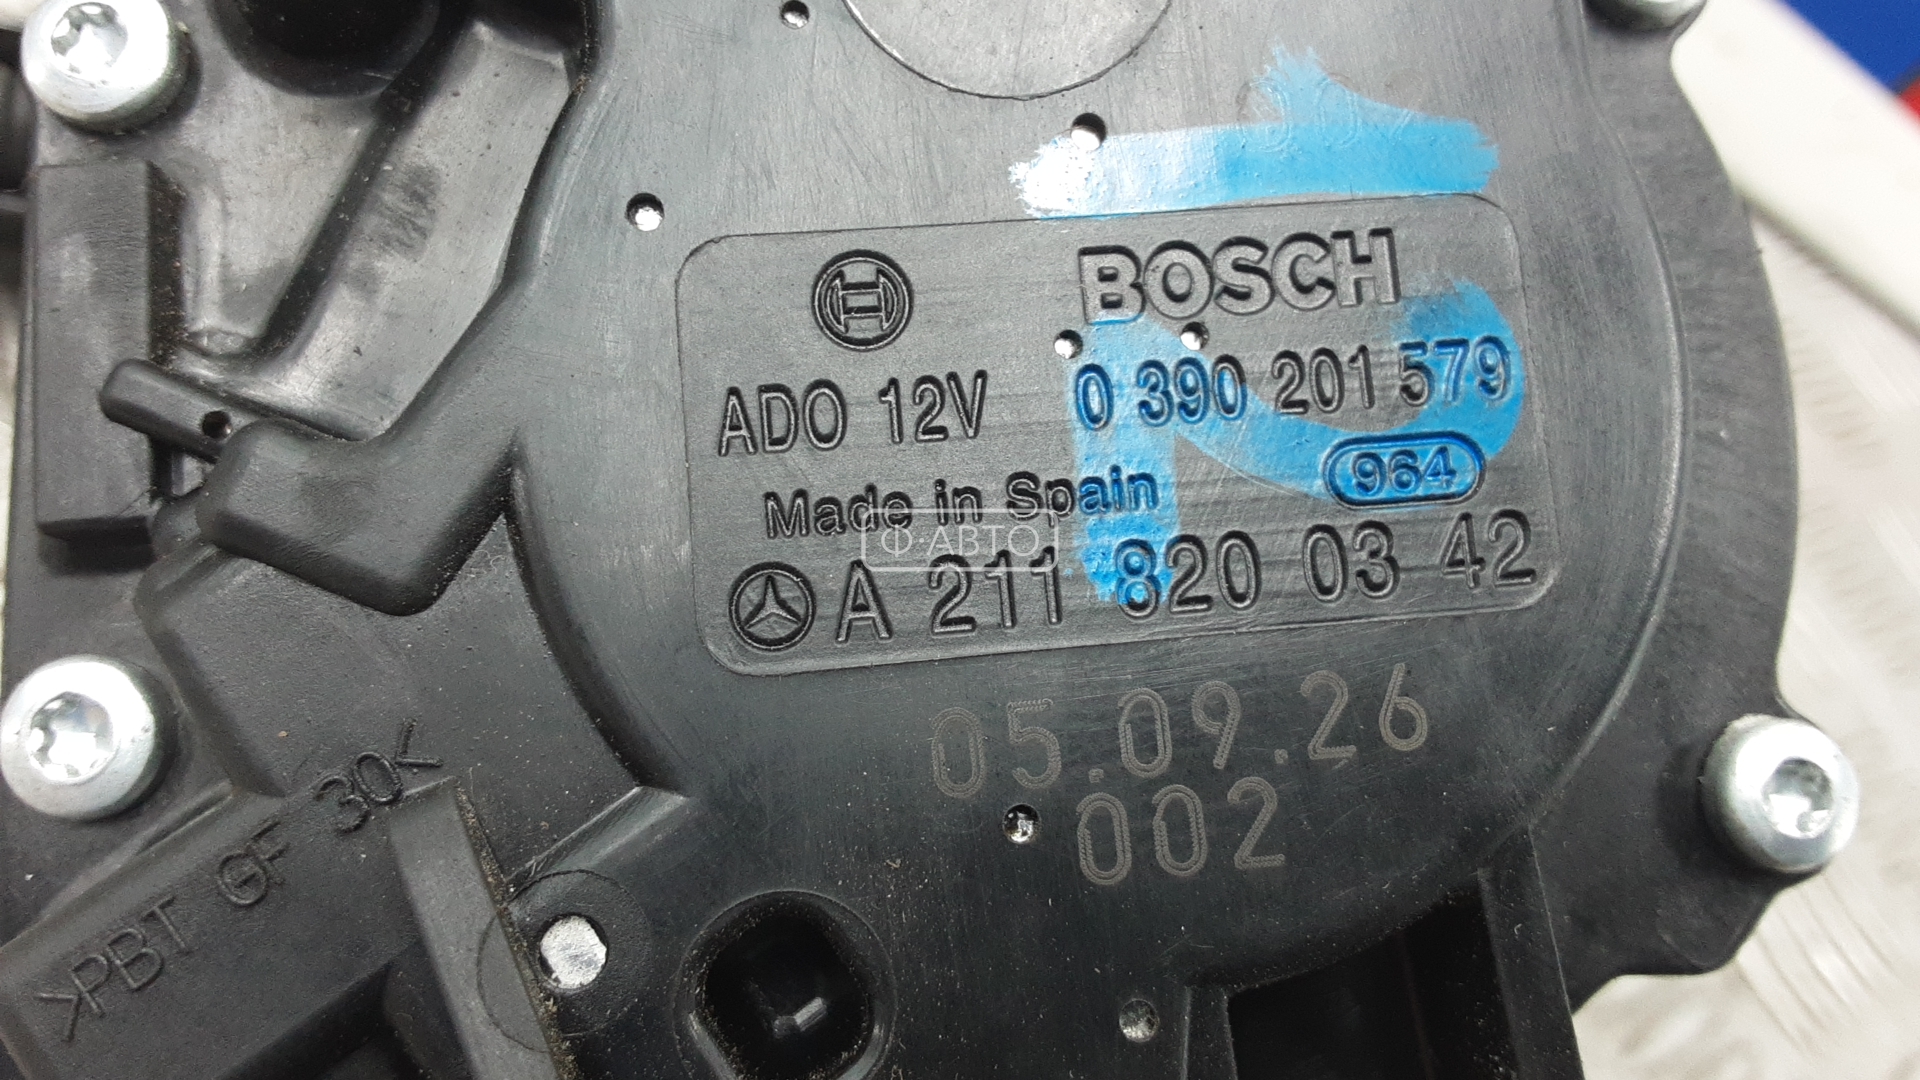 BOSCH
ADO 12V 0 390 201 579
Made in Spain 964
Ф·АВТО
A 211 820 03 42
05.09.26
002
>PBT GF 30<